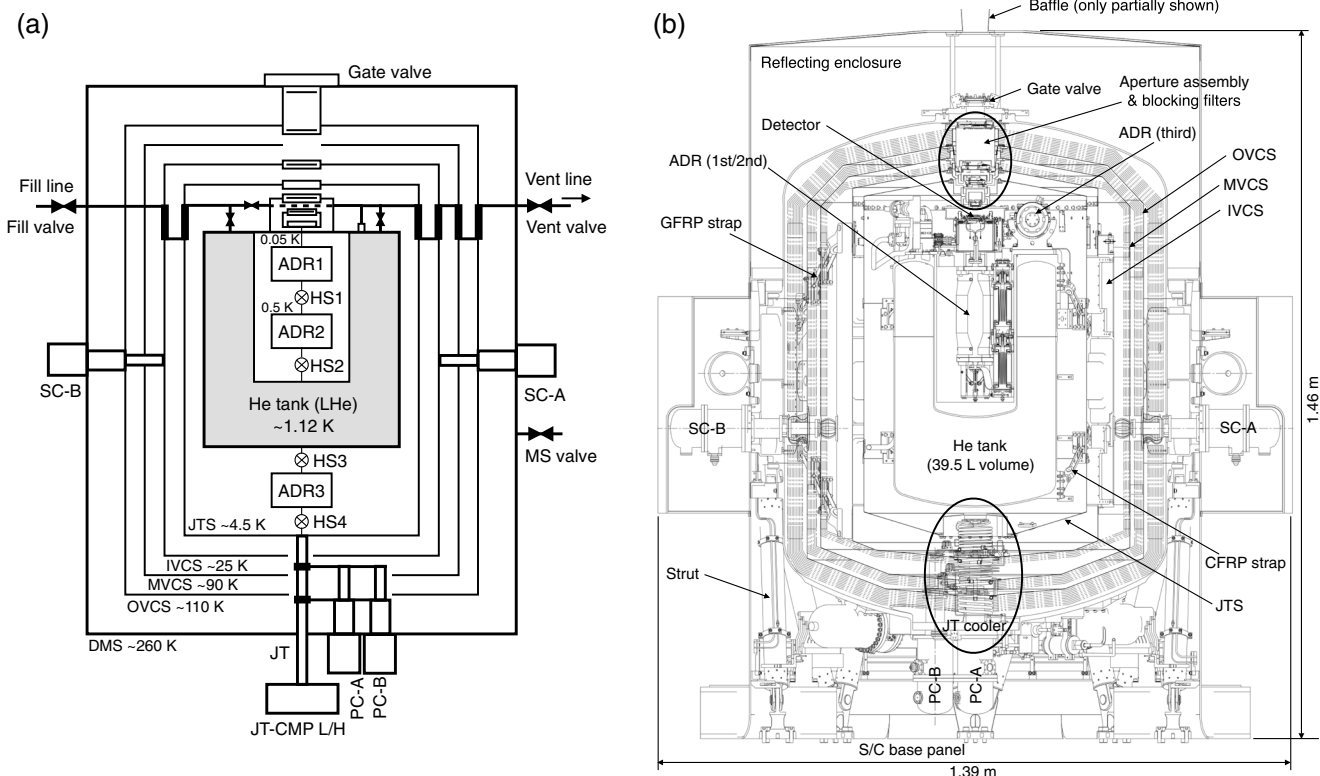 (a)
Gate valve
Fill line
Fill valve
Vent line
Vent valve
0.05 K
ADR1
HS1
0.5 K
ADR2
HS2
SC-B
SC-A
He tank (LHe)
~1.12 K
MS valve
HS3
ADR3
HS4
JTS ~4.5 K
IVCS ~25 K
MVCS ~90 K
OVCS ~110 K
DMS ~260 K
JT
PC-A
PC-B
JT-CMP L/H
(b)
Baffle (only partially shown)
Reflecting enclosure
Gate valve
Aperture assembly
& blocking filters
Detector
ADR (third)
ADR (1st/2nd)
OVCS
MVCS
IVCS
GFRP strap
SC-B
SC-A
1.46 m
He tank
(39.5 L volume)
CFRP strap
Strut
JTS
JT cooler
PC-B
PC-A
S/C base panel
1.39 m